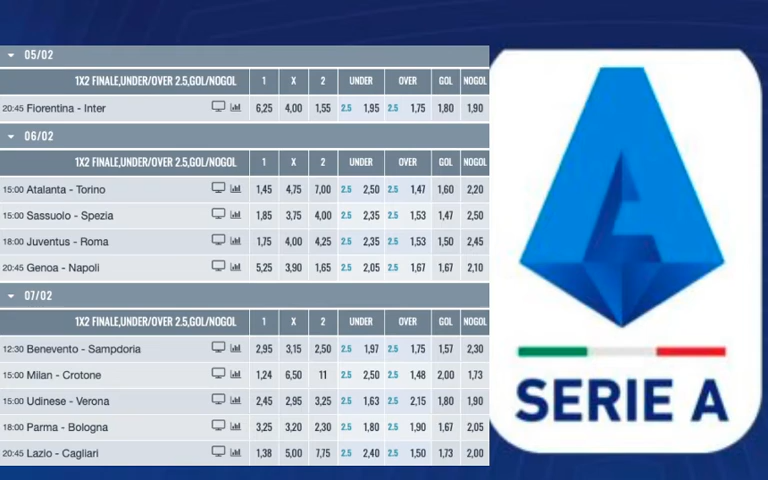 05/02
1X2 FINALE,UNDER/OVER 2.5,GOL/NOGOL 1 X 2 UNDER OVER GOL NOGOL
20:45 Fiorentina - Inter 6,25 4,00 1,55 2.5 1,95 2.5 1,75 1,80 1,90
06/02
1X2 FINALE,UNDER/OVER 2.5,GOL/NOGOL 1 X 2 UNDER OVER GOL NOGOL
15:00 Atalanta - Torino 1,45 4,75 7,00 2.5 2,50 2.5 1,47 1,60 2,20
15:00 Sassuolo - Spezia 1,85 3,75 4,00 2.5 2,35 2.5 1,53 1,47 2,50
18:00 Juventus - Roma 1,75 4,00 4,25 2.5 2,35 2.5 1,53 1,50 2,45
20:45 Genoa - Napoli 5,25 3,90 1,65 2.5 2,05 2.5 1,67 1,67 2,10
07/02
1X2 FINALE,UNDER/OVER 2.5,GOL/NOGOL 1 X 2 UNDER OVER GOL NOGOL
12:30 Benevento - Sampdoria 2,95 3,15 2,50 2.5 1,97 2.5 1,75 1,57 2,30
15:00 Milan - Crotone 1,24 6,50 11 2.5 2,50 2.5 1,48 2,00 1,73
15:00 Udinese - Verona 2,45 2,95 3,25 2.5 1,63 2.5 2,15 1,80 1,90
18:00 Parma - Bologna 3,25 3,20 2,30 2.5 1,80 2.5 1,90 1,67 2,05
20:45 Lazio - Cagliari 1,38 5,00 7,75 2.5 2,40 2.5 1,50 1,73 2,00
SERIE A